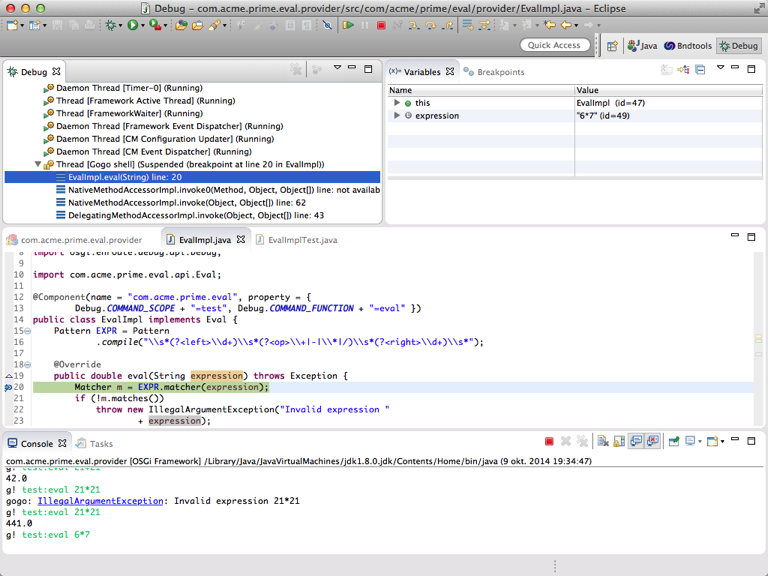 Debug - com.acme.prime.eval.provider/src/com/acme/prime/eval/provider/EvalImpl.java - Eclipse
Quick Access
Java
Bndtools
Debug
Debug
Daemon Thread [Timer-0] (Running)
Thread [Framework Active Thread] (Running)
Thread [FrameworkWaiter] (Running)
Daemon Thread [Framework Event Dispatcher] (Running)
Daemon Thread [CM Configuration Updater] (Running)
Daemon Thread [CM Event Dispatcher] (Running)
Thread [Gogo shell] (Suspended (breakpoint at line 20 in EvalImpl))
EvalImpl.eval(String) line: 20
NativeMethodAccessorImpl.invoke0(Method, Object, Object[]) line: not availab
NativeMethodAccessorImpl.invoke(Object, Object[]) line: 62
DelegatingMethodAccessorImpl.invoke(Object, Object[]) line: 43
(x)= Variables
Breakpoints
Name Value
this EvalImpl (id=47)
expression "6*7" (id=49)
com.acme.prime.eval.provider
EvalImpl.java
EvalImplTest.java
8 import osgi.enroute.debug.api.Debug;
9
10 import com.acme.prime.eval.api.Eval;
11
12 @Component(name = "com.acme.prime.eval", property = {
13 Debug.COMMAND_SCOPE + "=test", Debug.COMMAND_FUNCTION + "=eval" })
14 public class EvalImpl implements Eval {
15 Pattern EXPR = Pattern
16 .compile("\\s*(?<left>\\d+)\\s*(?<op>\\+|-|\\*|/)\\s*(?<right>\\d+)\\s*");
17
18 @Override
19 public double eval(String expression) throws Exception {
20 Matcher m = EXPR.matcher(expression);
21 if (!m.matches())
22 throw new IllegalArgumentException("Invalid expression "
23 + expression);
Console
Tasks
com.acme.prime.eval.provider [OSGi Framework] /Library/Java/JavaVirtualMachines/jdk1.8.0.jdk/Contents/Home/bin/java (9 okt. 2014 19:34:47)
g! test:eval 21*21
42.0
g! test:eval 21*21
gogo: IllegalArgumentException: Invalid expression 21*21
g! test:eval 21*21
441.0
g! test:eval 6*7